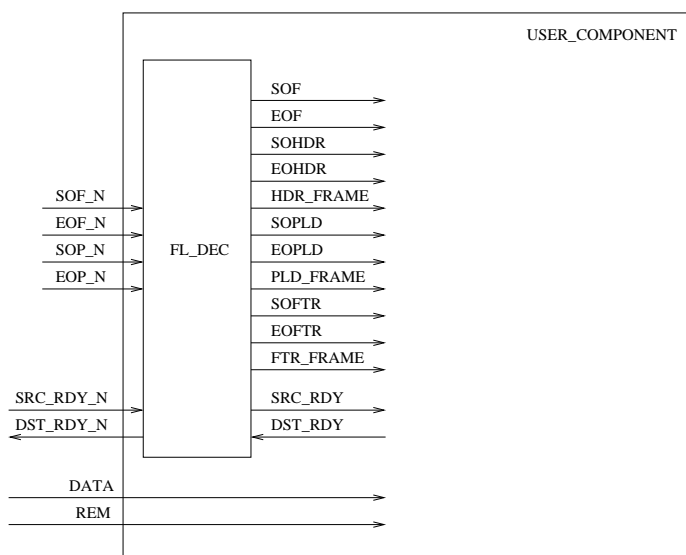 USER_COMPONENT
SOF
EOF
SOHDR
EOHDR
SOF_N HDR_FRAME
EOF_N SOPLD
SOP_N FL_DEC EOPLD
EOP_N PLD_FRAME
SOFTR
EOFTR
FTR_FRAME
SRC_RDY_N SRC_RDY
DST_RDY_N DST_RDY
DATA
REM